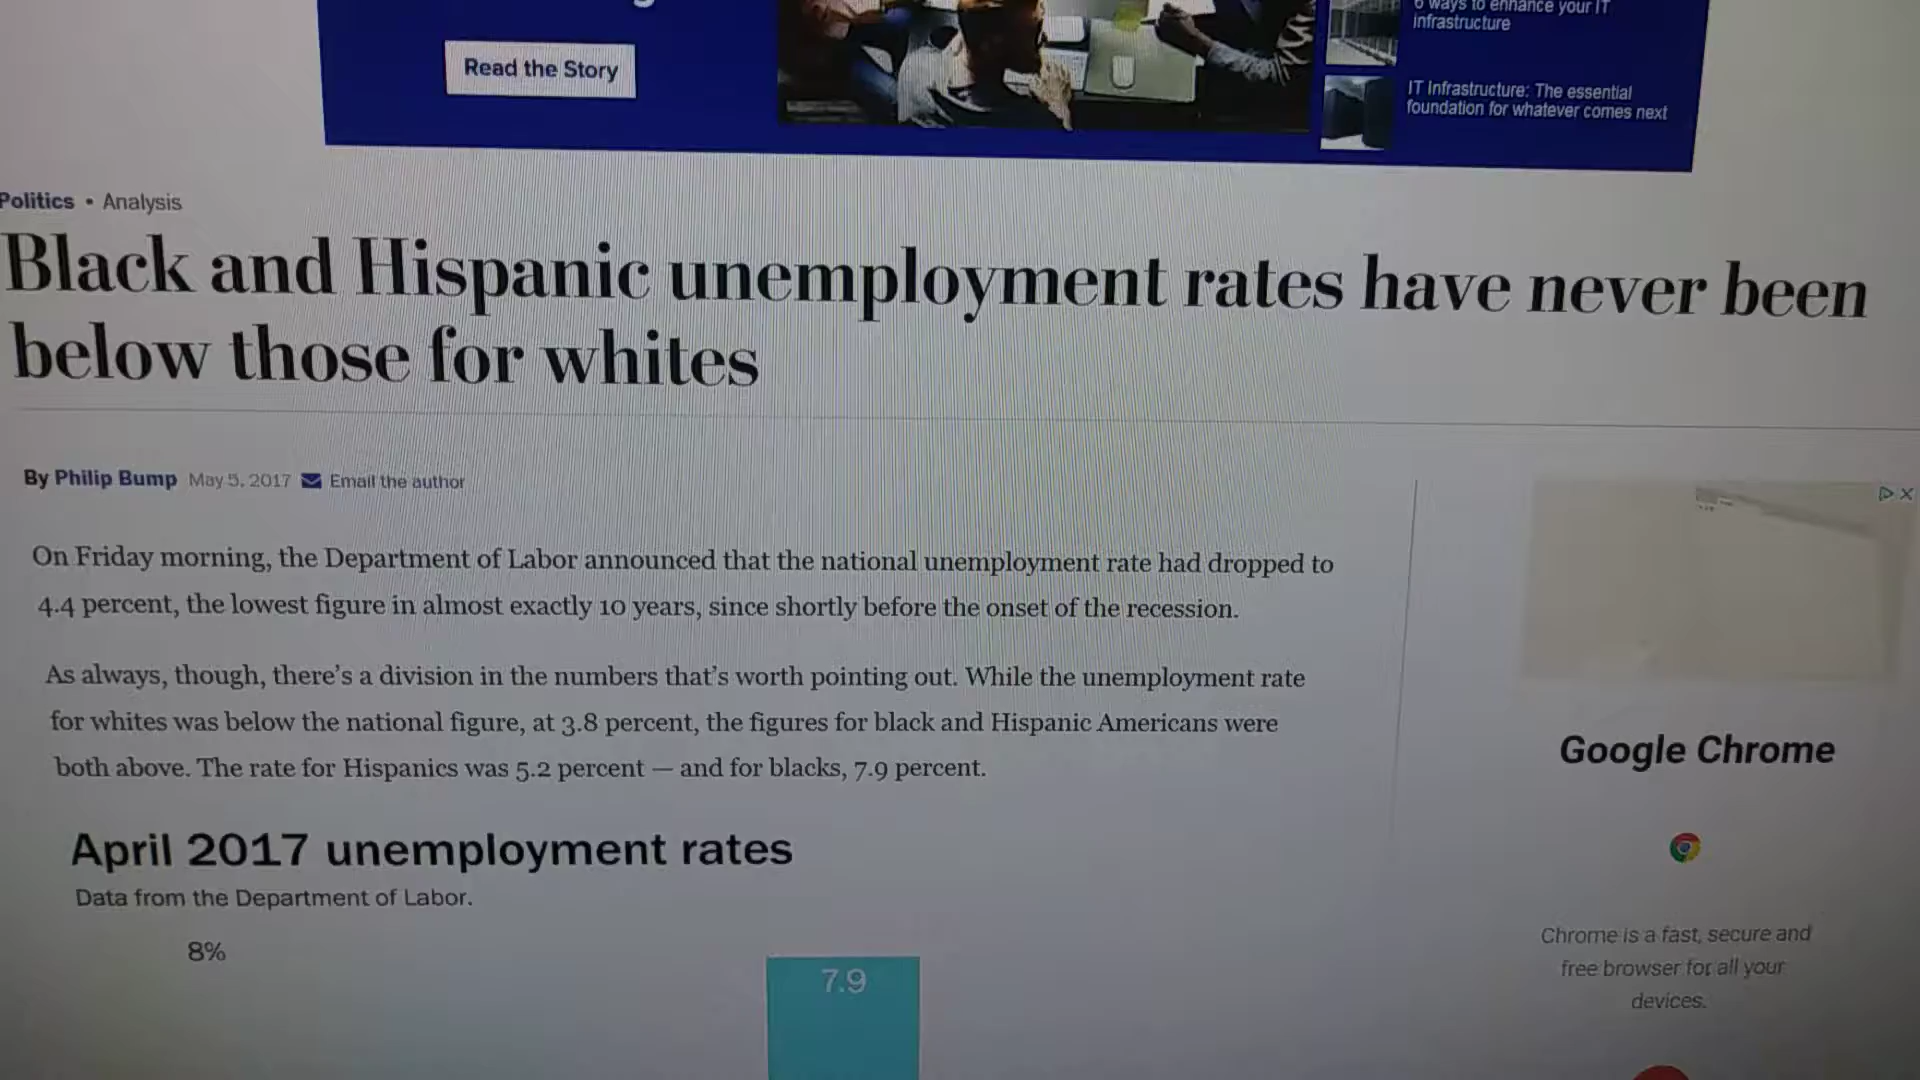 Read the Story
6 ways to enhance your IT
infrastructure
IT Infrastructure: The essential
foundation for whatever comes next
Politics • Analysis
Black and Hispanic unemployment rates have never been
below those for whites
By Philip Bump May 5, 2017 Email the author
On Friday morning, the Department of Labor announced that the national unemployment rate had dropped to
4.4 percent, the lowest figure in almost exactly 10 years, since shortly before the onset of the recession.
As always, though, there's a division in the numbers that's worth pointing out. While the unemployment rate
for whites was below the national figure, at 3.8 percent, the figures for black and Hispanic Americans were
both above. The rate for Hispanics was 5.2 percent — and for blacks, 7.9 percent.
April 2017 unemployment rates
Data from the Department of Labor.
8%
7.9
Google Chrome
Chrome is a fast, secure and
free browser for all your
devices.